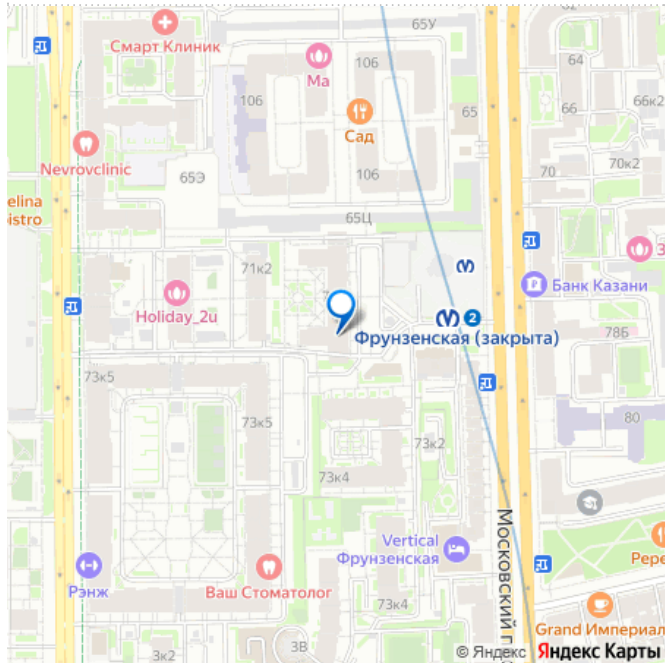 65У
62
Смарт Клиник
64
106
Ма
106
66
66к2
Сад
65
Nevrovclinic
65Э
106
70к2
70
elina
istro
65Ц
71к2
Банк Казани
Holiday_2u
2
Фрунзенская (закрыта)
78Б
73к5
80
73к5
73к2
73к4
Московский п
Vertical
Фрунзенская
Рэнж
Ваш Стоматолог
Pepe
73к4
Grand Империал
3к2
3В
© Яндекс Яндекс Карты